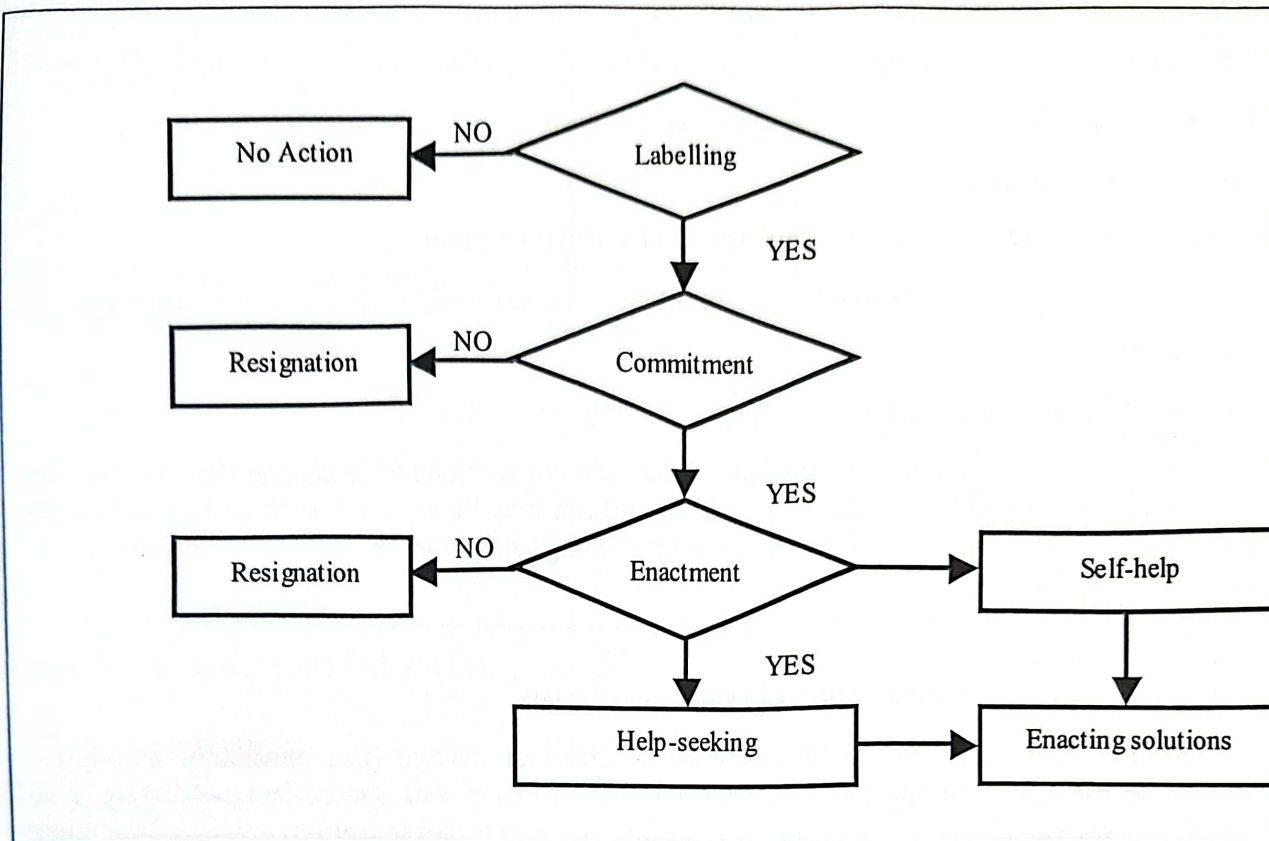 No Action
NO
Labelling
YES
Resignation
NO
Commitment
YES
Resignation
NO
Enactment
Self-help
YES
Help-seeking
Enacting solutions